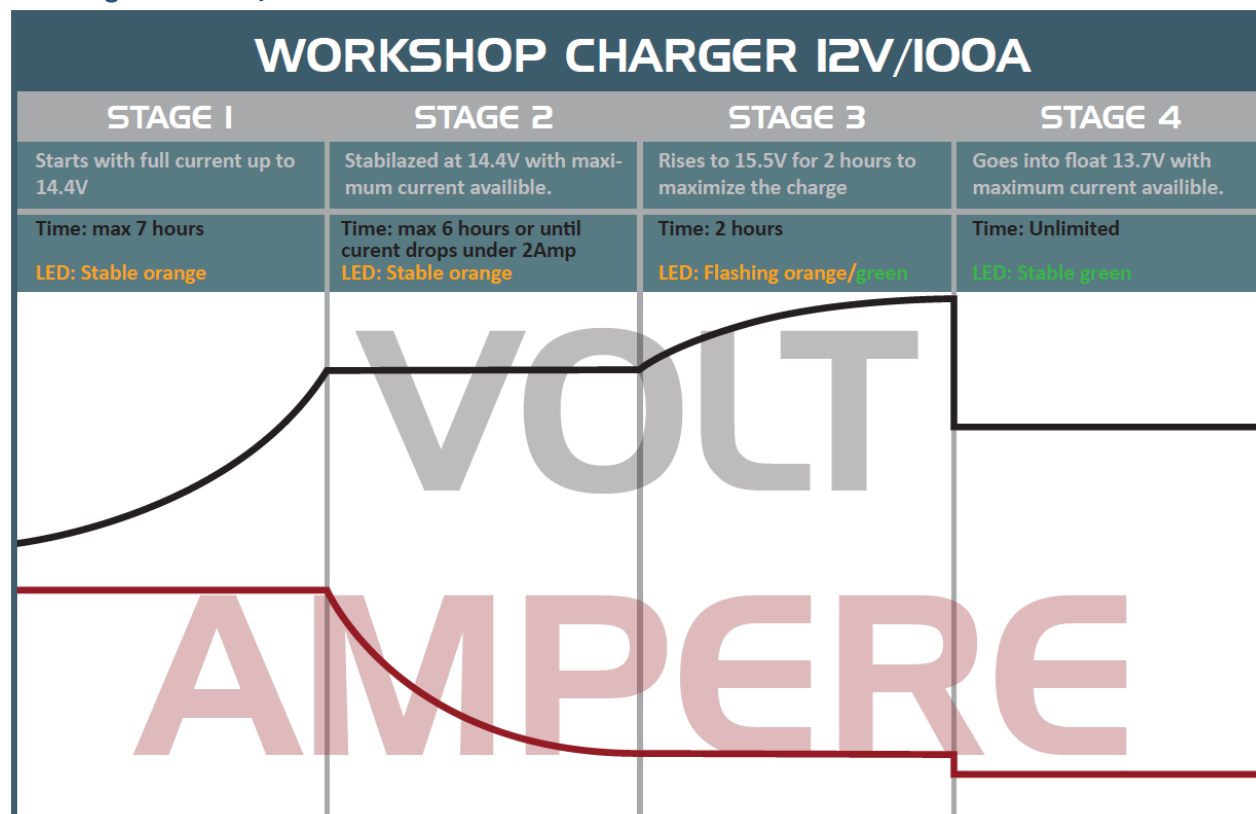 WORKSHOP CHARGER 12V/100A
STAGE 1
STAGE 2
STAGE 3
STAGE 4
Starts with full current up to
14.4V
Stabilazed at 14.4V with maxi-
mum current availible.
Rises to 15.5V for 2 hours to
maximize the charge
Goes into float 13.7V with
maximum current availible.
Time: max 7 hours
LED: Stable orange
Time: max 6 hours or until
curent drops under 2Amp
LED: Stable orange
Time: 2 hours
LED: Flashing orange/green
Time: Unlimited
LED: Stable green
VOLT
AMPERE